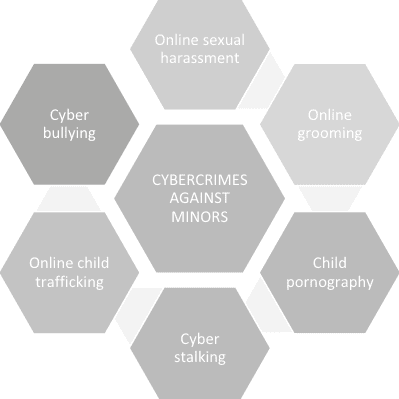 Online sexual
harassment
Cyber
bullying
Online
grooming
CYBERCRIMES
AGAINST
MINORS
Online child
trafficking
Child
pornography
Cyber
stalking